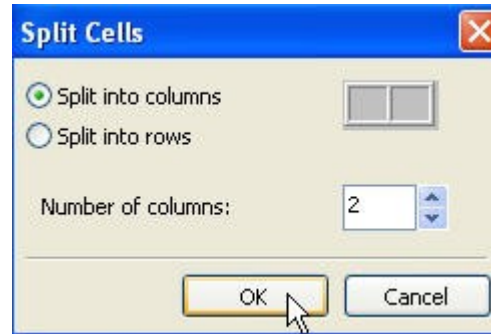 Split Cells
Split into columns
Split into rows
Number of columns: 2
OK Cancel